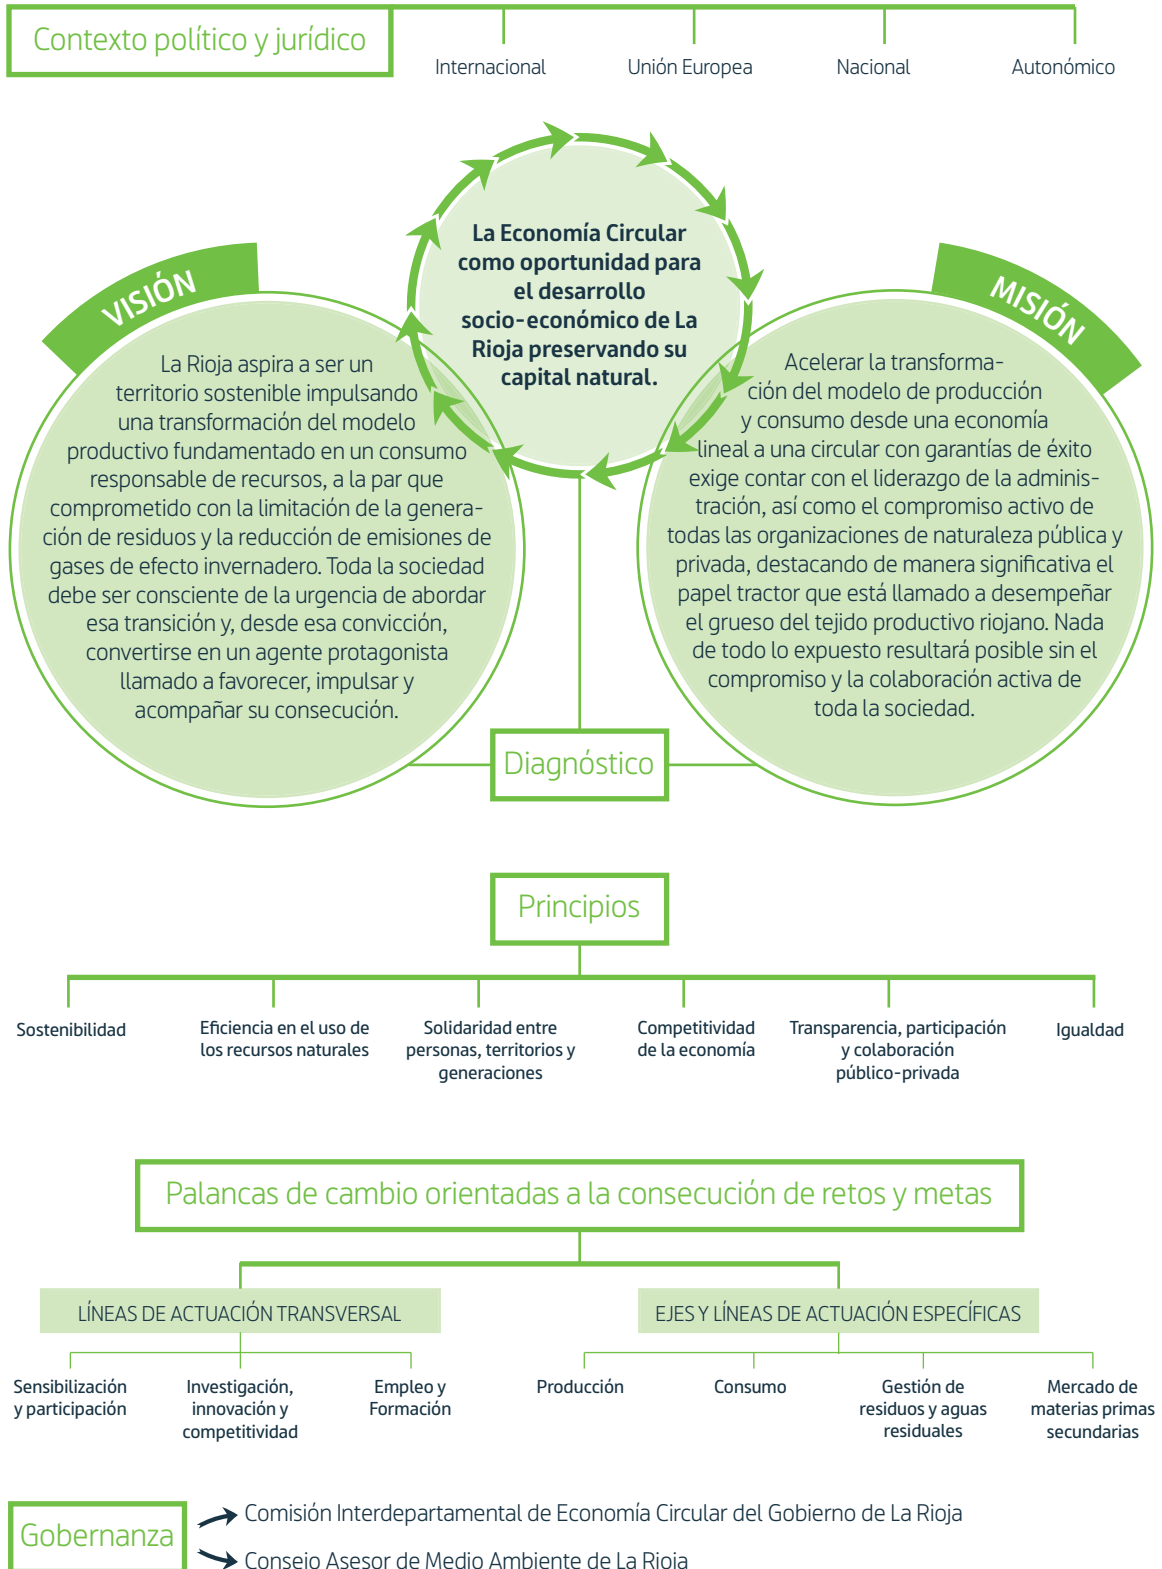 Contexto político y jurídico
Internacional
Unión Europea
Nacional
Autonómico
La Economía Circular
como oportunidad para
el desarrollo
socio-económico de La
Rioja preservando su
capital natural.
VISIÓN
La Rioja aspira a ser un
territorio sostenible impulsando
una transformación del modelo
productivo fundamentado en un consumo
responsable de recursos, a la par que
comprometido con la limitación de la genera-
ción de residuos y la reducción de emisiones de
gases de efecto invernadero. Toda la sociedad
debe ser consciente de la urgencia de abordar
esa transición y, desde esa convicción,
convertirse en un agente protagonista
llamado a favorecer, impulsar y
acompañar su consecución.
MISIÓN
Acelerar la transforma-
ción del modelo de producción
y consumo desde una economía
lineal a una circular con garantías de éxito
exige contar con el liderazgo de la adminis-
tración, así como el compromiso activo de
todas las organizaciones de naturaleza pública y
privada, destacando de manera significativa el
papel tractor que está llamado a desempeñar
el grueso del tejido productivo riojano. Nada
de todo lo expuesto resultará posible sin el
compromiso y la colaboración activa de
toda la sociedad.
Diagnóstico
Principios
Sostenibilidad
Eficiencia en el uso de
los recursos naturales
Solidaridad entre
personas, territorios y
generaciones
Competitividad
de la economía
Transparencia, participación
y colaboración
público-privada
Igualdad
Palancas de cambio orientadas a la consecución de retos y metas
LÍNEAS DE ACTUACIÓN TRANSVERSAL
Sensibilización
y participación
Investigación,
innovación y
competitividad
Empleo y
Formación
EJES Y LÍNEAS DE ACTUACIÓN ESPECÍFICAS
Producción
Consumo
Gestión de
residuos y aguas
residuales
Mercado de
materias primas
secundarias
Gobernanza
Comisión Interdepartamental de Economía Circular del Gobierno de La Rioja
Consejo Asesor de Medio Ambiente de La Rioja